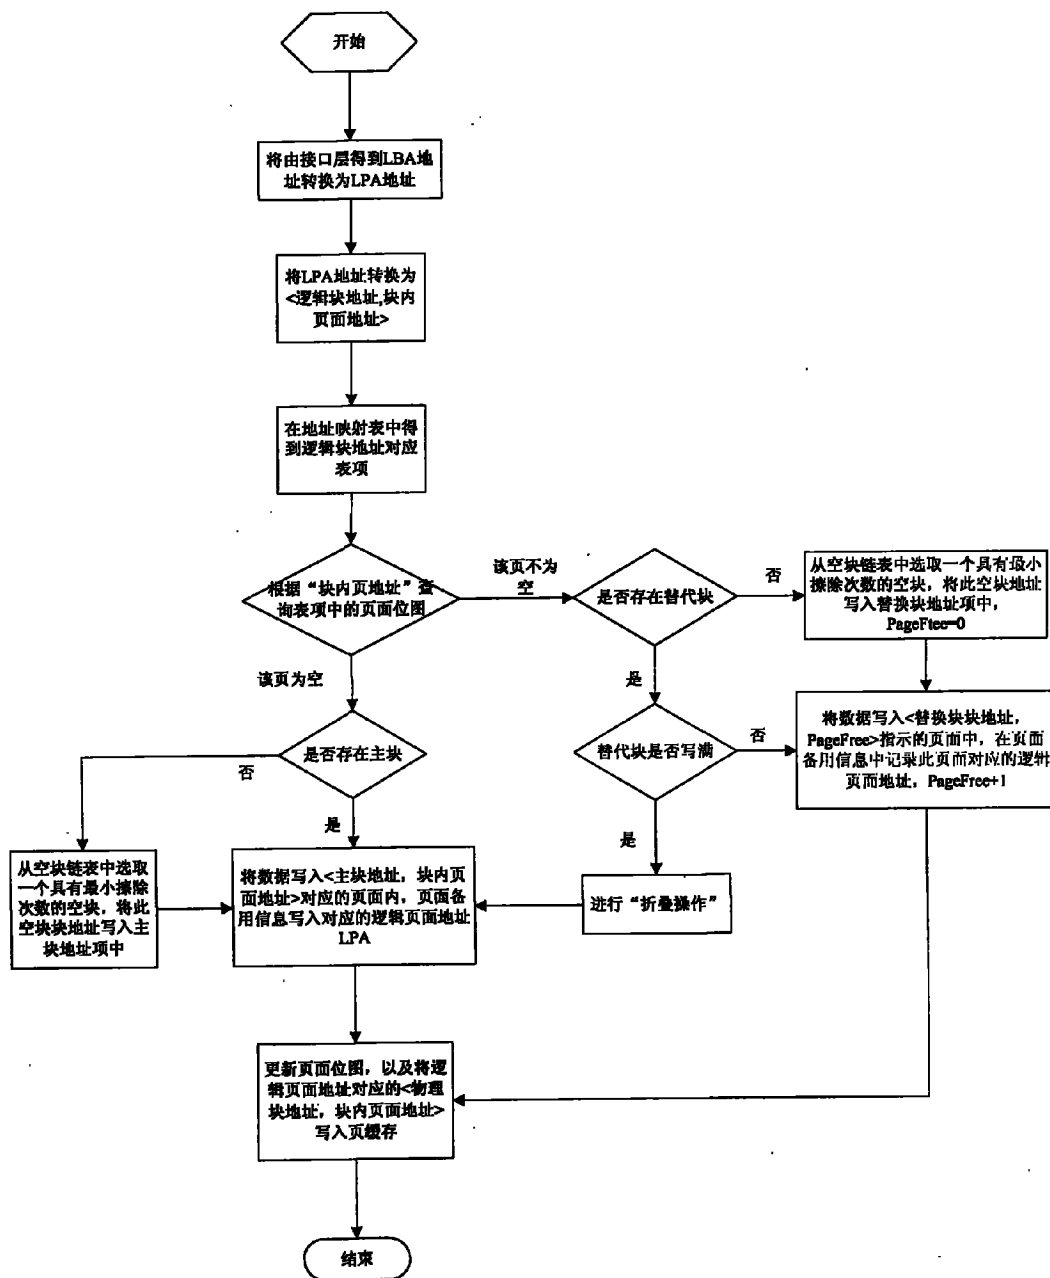 开始
将由接口层得到LBA地
址转换为LPA地址
将LPA地址转换为
<逻辑块地址,块内
页面地址>
在地址映射表中得
到逻辑块地址对应
表项
根据“块内页地址”查
询表项中的页面位图
该页不为
空
是否存在替代块
否
从空块链表中选取一个具有最小
擦除次数的空块，将此空块地址
写入替换块地址项中，
PageFtee=0
该页为空
是
是否存在主块
否
替代块是否写满
否
将数据写入<替换块块地址，
PageFree>指示的页面中，在页面
备用信息中记录此页而对应的逻辑
页而地址，PageFree+1
是
是
从空块链表中选取
一个具有最小擦除
次数的空块，将此
空块块地址写入主
块地址项中
将数据写入<主块地址，块内页
面地址>对应的页面内，页面备
用信息写入对应的逻辑页面地址
LPA
进行“折叠操作”
更新页面位图，以及将逻
辑页面地址对应的<物理
块地址，块内页面地址>
写入页缓存
结束